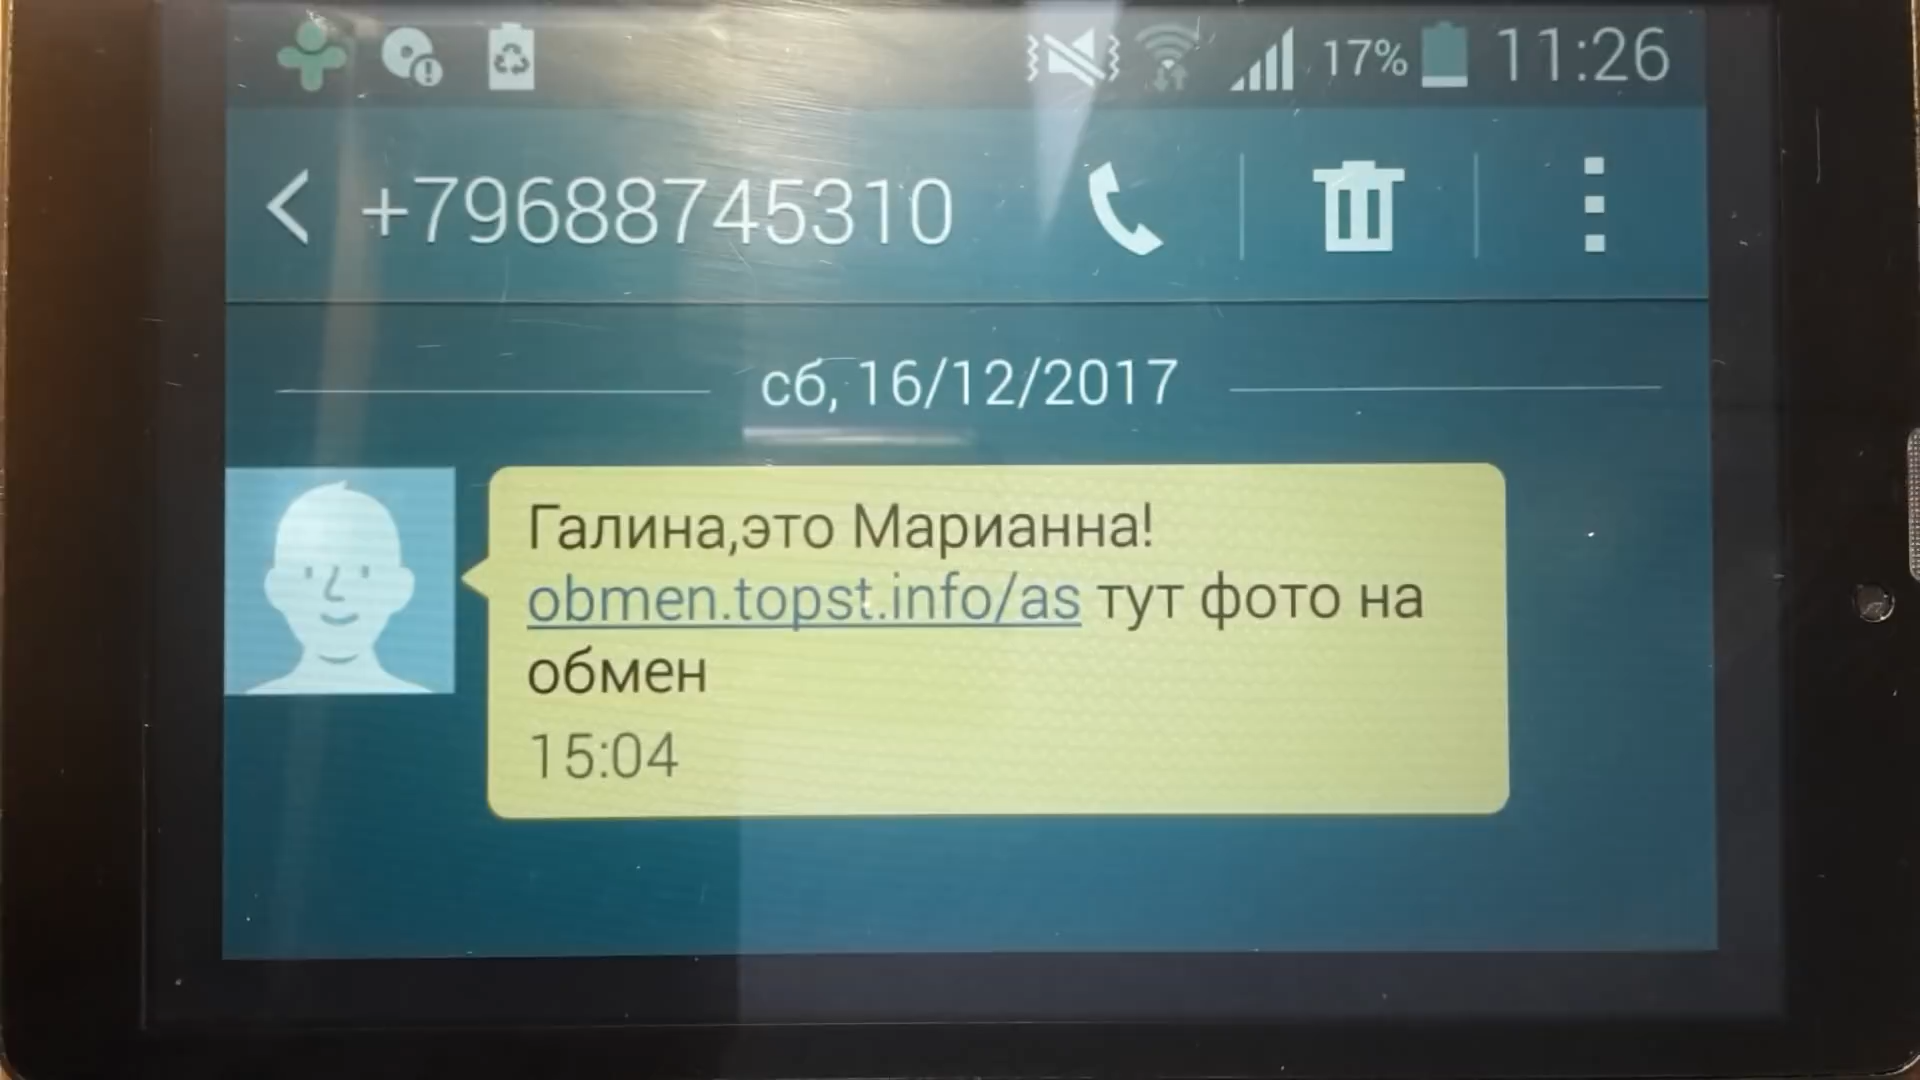 17% 11:26
+79688745310
сб, 16/12/2017
Галина,это Марианна!
obmen.topst.info/as тут фото на
обмен
15:04